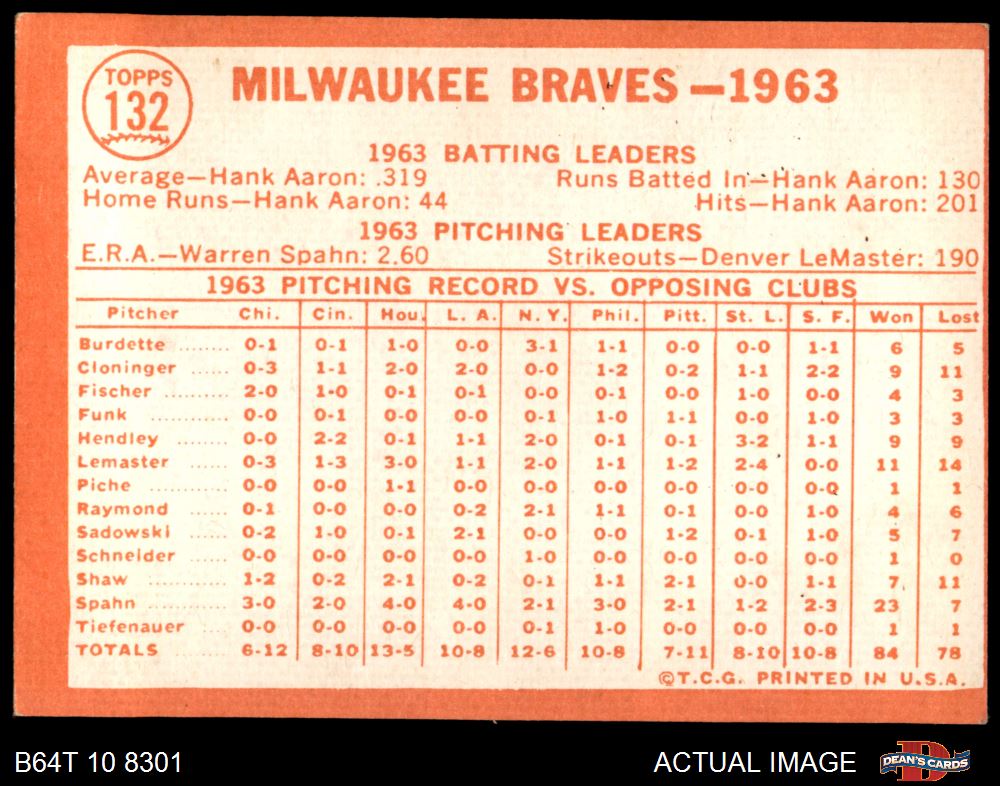 TOPPS
132
MILWAUKEE BRAVES—1963
1963 BATTING LEADERS
Average—Hank Aaron: .319 Runs Batted In—Hank Aaron: 130
Home Runs—Hank Aaron: 44 Hits—Hank Aaron: 201
1963 PITCHING LEADERS
E.R.A.—Warren Spahn: 2.60 Strikeouts—Denver LeMaster: 190
1963 PITCHING RECORD VS. OPPOSING CLUBS
Pitcher Chi. Cin. Hou. L. A. N. Y. Phil. Pitt. St. L. S. F. Won Lost
Burdette ........ 0-1 0-1 1-0 0-0 3-1 1-1 0-0 0-0 1-1 6 5
Cloninger ...... 0-3 1-1 2-0 2-0 0-0 1-2 0-2 1-1 2-2 9 11
Fischer ........ 2-0 1-0 0-1 0-1 0-0 0-1 0-0 1-0 0-0 4 3
Funk ........ 0-0 0-1 0-0 0-0 0-1 1-0 1-1 0-0 1-0 3 3
Hendley ........ 0-0 2-2 0-1 1-1 2-0 0-1 0-1 3-2 1-1 9 9
Lemaster ...... 0-3 1-3 3-0 1-1 2-0 1-1 1-2 2-4 0-0 11 14
Piche ........ 0-0 0-0 1-1 0-0 0-0 0-0 0-0 0-0 0-0 1 1
Raymond ...... 0-1 0-0 0-0 0-2 2-1 1-1 0-1 0-0 1-0 4 6
Sadowski ...... 0-2 1-0 0-1 2-1 0-0 0-0 1-2 0-1 1-0 5 7
Schneider ...... 0-0 0-0 0-0 0-0 1-0 0-0 0-0 0-0 0-0 1 0
Shaw ............ 1-2 0-2 2-1 0-2 0-1 1-1 2-1 0-0 1-1 7 11
Spahn ............ 3-0 2-0 4-0 4-0 2-1 3-0 2-1 1-2 2-3 23 7
Tiefenauer .... 0-0 0-0 0-0 0-0 0-1 1-0 0-0 0-0 0-0 1 1
TOTALS ........ 6-12 8-10 13-5 10-8 12-6 10-8 7-11 8-10 10-8 84 78
©T.C.G. PRINTED IN U.S.A.
B64T 10 8301 ACTUAL IMAGE DEAN'S CARDS